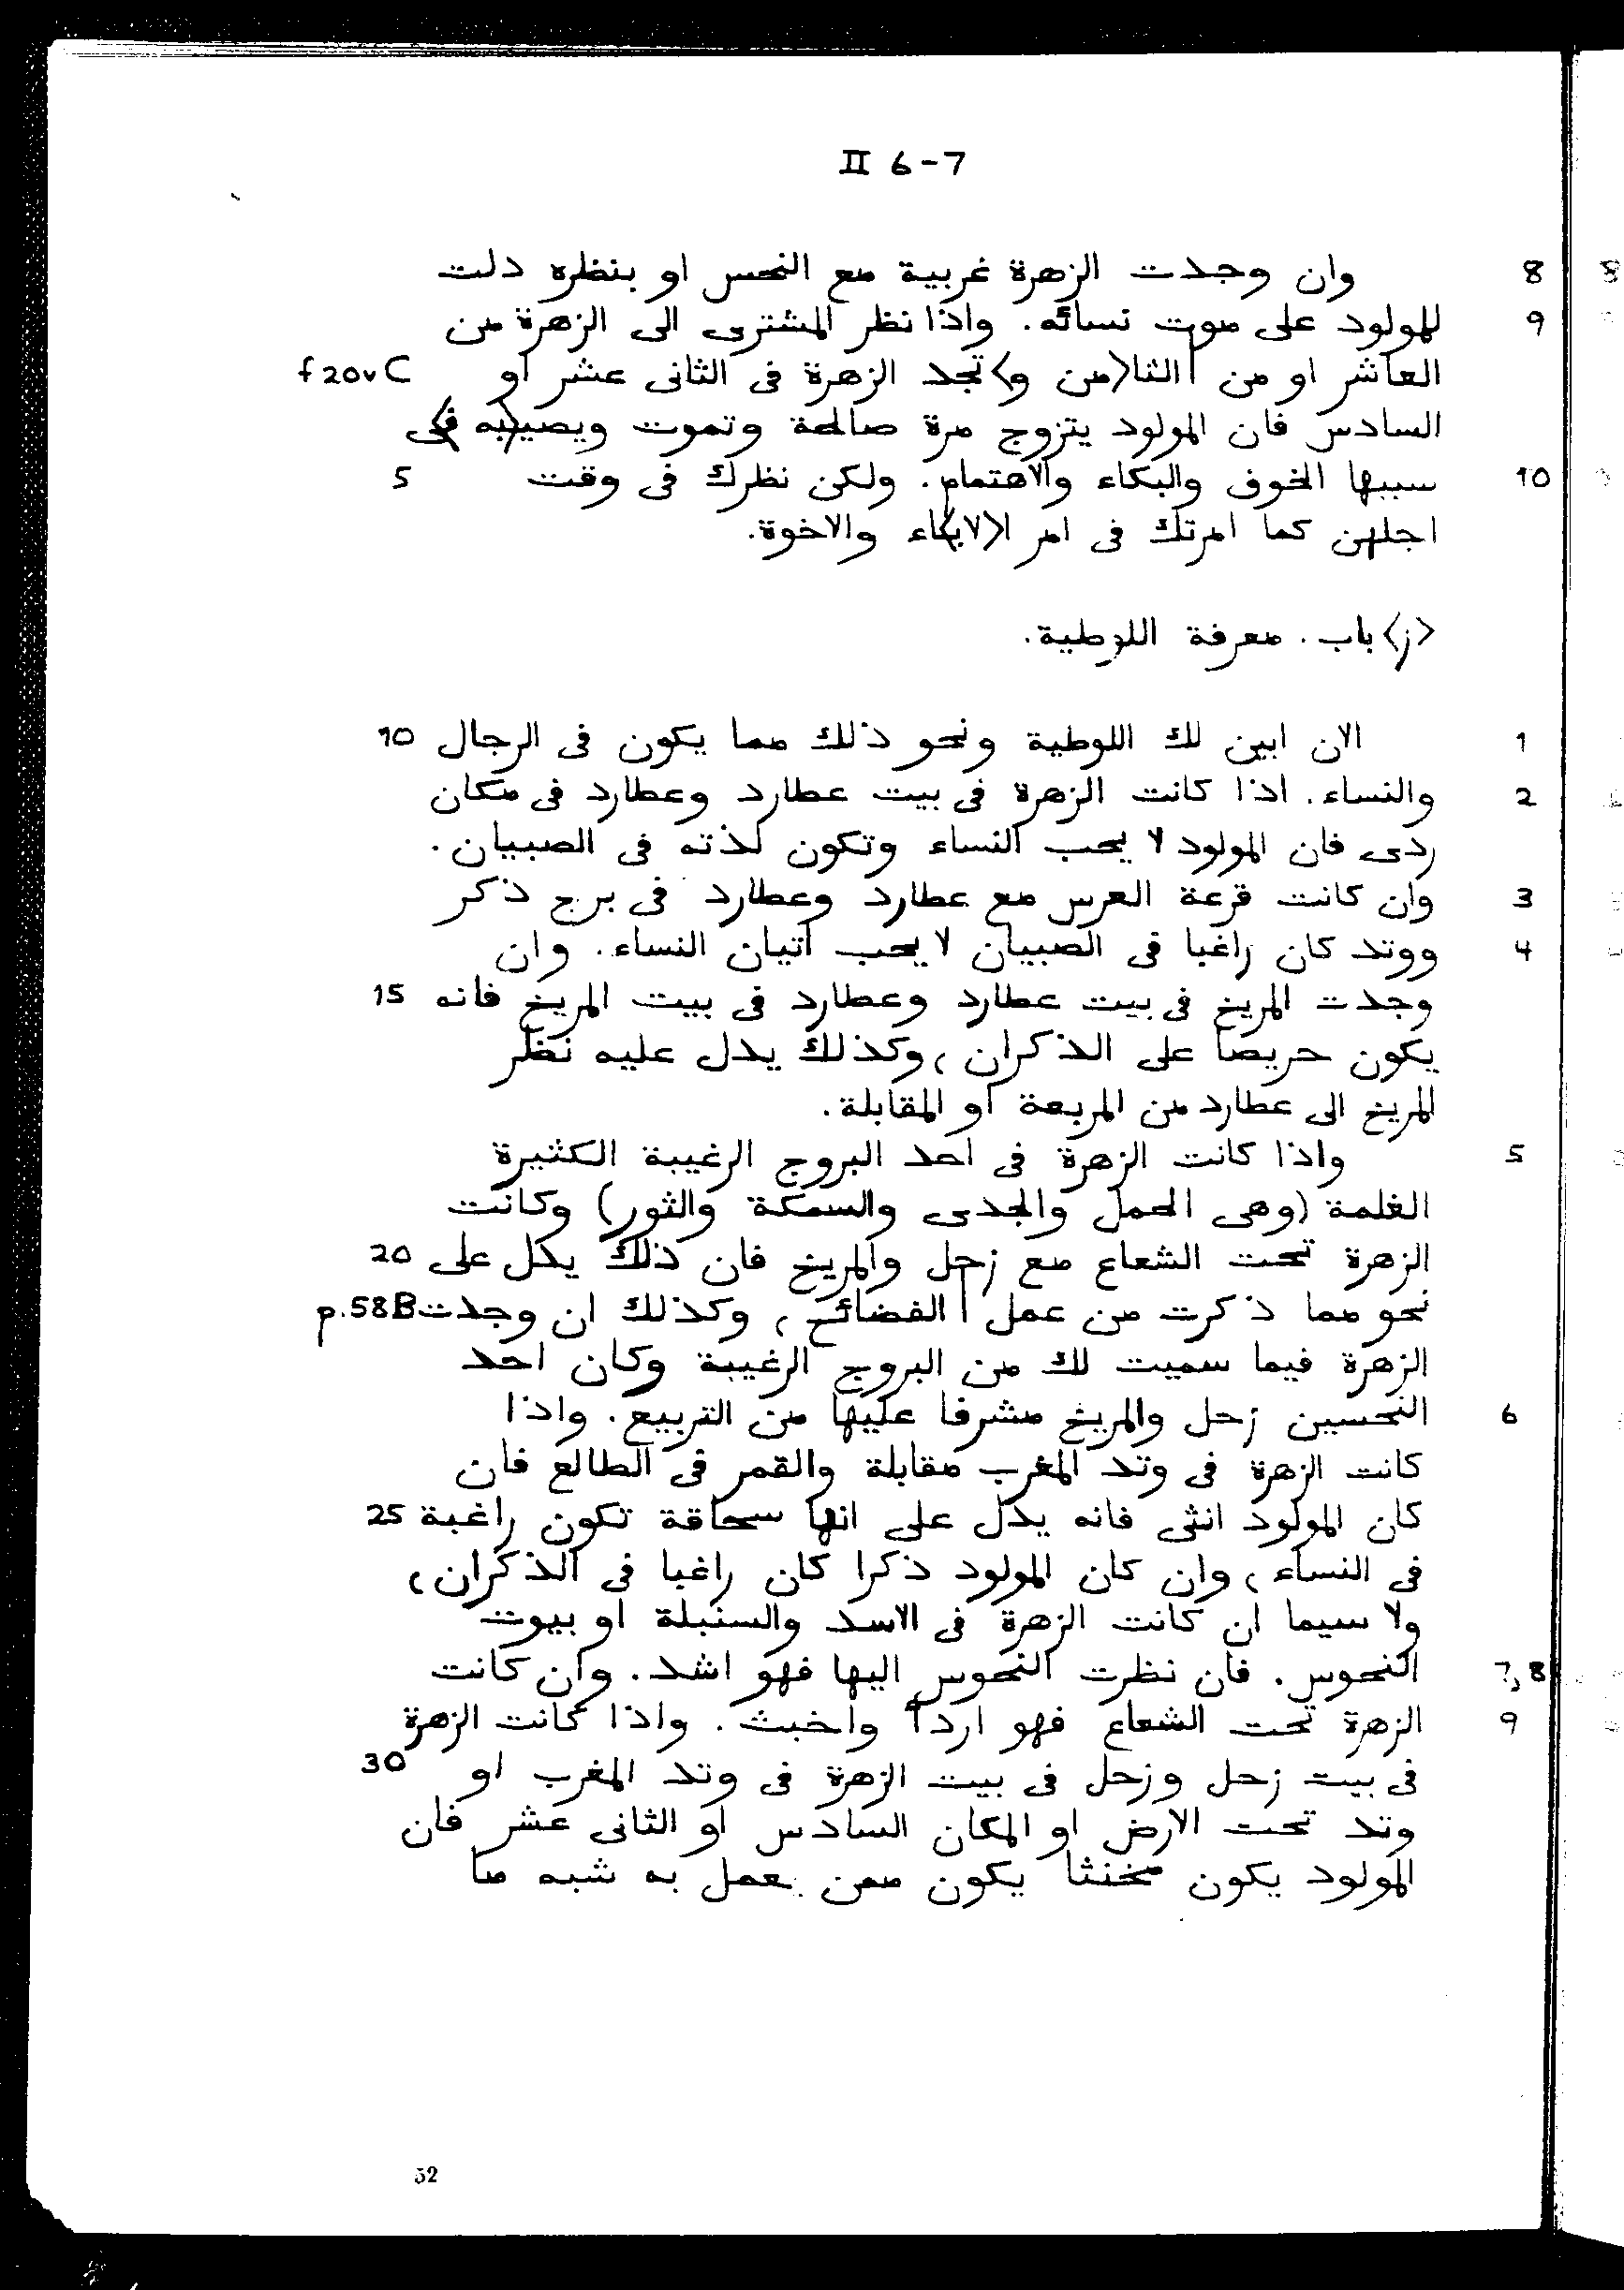 II 6-7
8 وان وجدت الزهرة غربية مع النحس او بنظره دلت
9 للمولود على موت نسائه. واذا نظر المشترى الى الزهرة من
العاشر او من | الثا<من و>تجد الزهرة فى الثانى عشر او f20v C
السادس فان المولود يتزوج مرة صالحة وتموت ويصي<به ف>ى
10 سببها الخوف والبكاء والاهتمام. ولكن نظرك فى وقت 5
اجلهن كما امرتك فى امر ا<لاب>اء والاخوة.
<ز> باب. معرفة اللوطية.
1 الان ابين لك اللوطية ونحو ذلك مما يكون فى الرجال 10
2 والنساء. اذا كانت الزهرة فى بيت عطارد وعطارد فى مكان
ردى فان المولود لا يحب النساء وتكون لذته فى الصبيان.
3 وان كانت قرعة العرس مع عطارد وعطارد فى برج ذكر
4 ووتد كان راغبا فى الصبيان لا يحب اتيان النساء. وان
وجدت المريخ فى بيت عطارد وعطارد فى بيت المريخ فانه 15
يكون حريصا على الذكران، وكذلك يدل عليه نظر
المريخ الى عطارد من المربعة او المقابلة.
5 واذا كانت الزهرة فى احد البروج الرغيبة الكثيرة
الغلمة (وهى الحمل والجدى والسمكة والثور) وكانت
الزهرة تحت الشعاع مع زحل والمريخ فان ذلك يدل على 20
نحو مما ذكرت من عمل | الفضائح، وكذلك ان وجدت p.58B
الزهرة فيما سميت لك من البروج الرغيبة وكان احد
6 النحسين زحل والمريخ مشرفا عليها من التربيع. واذا
كانت الزهرة فى وتد المغرب مقابلة والقمر فى الطالع فان
كان المولود انثى فانه يدل على انها سحاقة تكون راغبة 25
فى النساء، وان كان المولود ذكرا كان راغبا فى الذكران،
ولا سيما ان كانت الزهرة فى الاسد والسنبلة او بيوت
7,8 النحوس. فان نظرت النحوس اليها فهو اشد. وان كانت
9 الزهرة تحت الشعاع فهو اردأ واخبث. واذا كانت الزهرة
فى بيت زحل وزحل فى بيت الزهرة فى وتد المغرب او 30
وتد تحت الارض او المكان السادس او الثانى عشر فان
المولود يكون مخنثا يكون ممن يعمل به شبه ما
52